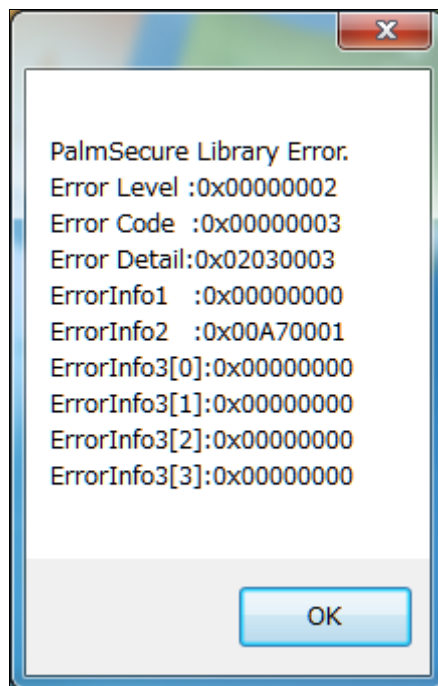 PalmSecure Library Error.
Error Level :0x00000002
Error Code  :0x00000003
Error Detail:0x02030003
ErrorInfo1   :0x00000000
ErrorInfo2   :0x00A70001
ErrorInfo3[0]:0x00000000
ErrorInfo3[1]:0x00000000
ErrorInfo3[2]:0x00000000
ErrorInfo3[3]:0x00000000
OK